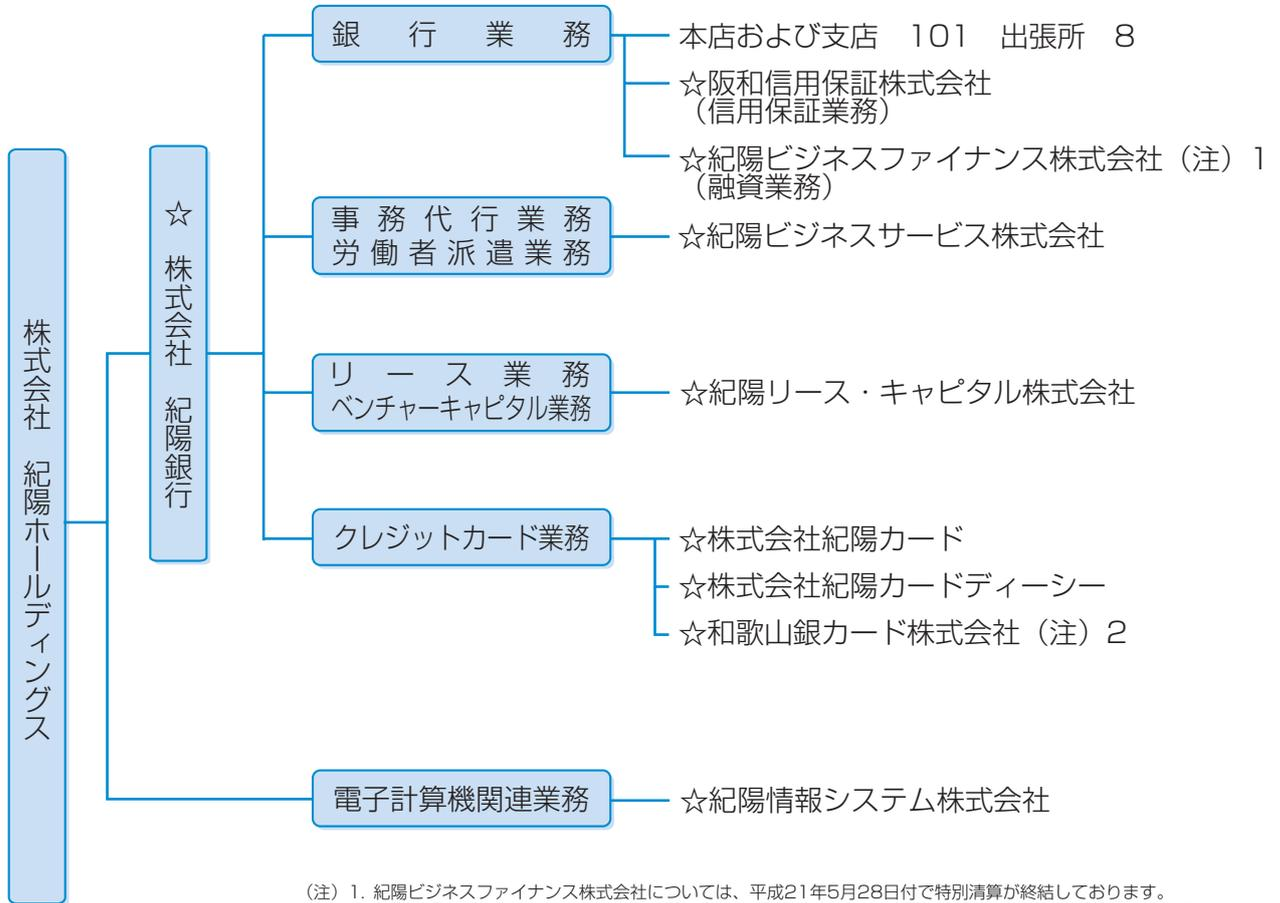 株式会社　紀陽ホールディングス
☆　株式会社　紀陽銀行
銀行業務
本店および支店　101　出張所　8
☆阪和信用保証株式会社
（信用保証業務）
☆紀陽ビジネスファイナンス株式会社（注）1
（融資業務）
事務代行業務
労働者派遣業務
☆紀陽ビジネスサービス株式会社
リース業務
ベンチャーキャピタル業務
☆紀陽リース・キャピタル株式会社
クレジットカード業務
☆株式会社紀陽カード
☆株式会社紀陽カードディーシー
☆和歌山銀カード株式会社（注）2
電子計算機関連業務
☆紀陽情報システム株式会社
（注）1. 紀陽ビジネスファイナンス株式会社については、平成21年5月28日付で特別清算が終結しております。